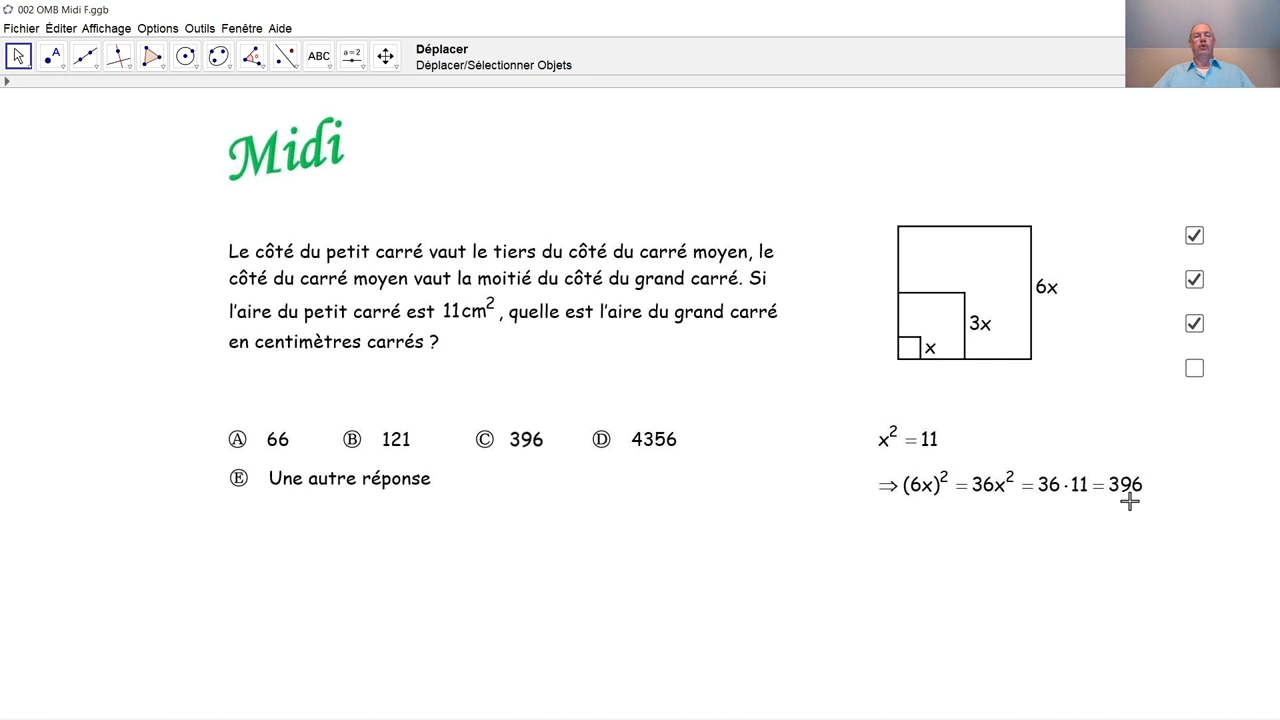 002 OMB Midi F.ggb
Fichier Éditer Affichage Options Outils Fenêtre Aide
A ABC a=2 Déplacer
Déplacer/Sélectionner Objets
Midi
Le côté du petit carré vaut le tiers du côté du carré moyen, le
côté du carré moyen vaut la moitié du côté du grand carré. Si
l'aire du petit carré est 11cm², quelle est l'aire du grand carré
en centimètres carrés ?
6x
3x
x
Ⓐ 66 Ⓑ 121 Ⓒ 396 Ⓓ 4356
Ⓔ Une autre réponse
x² = 11
⇒ (6x)² = 36x² = 36 · 11 = 396